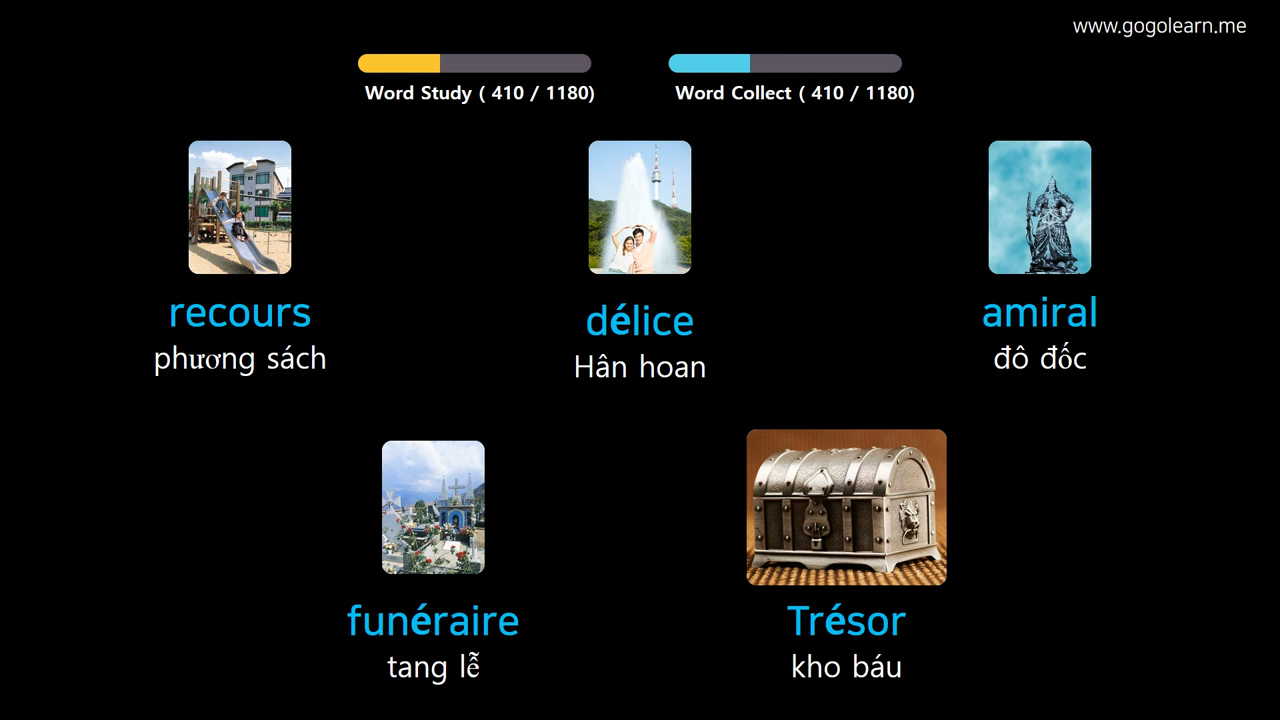 www.gogolearn.me
Word Study ( 410 / 1180)
Word Collect ( 410 / 1180)
recours
phương sách
délice
Hân hoan
amiral
đô đốc
funéraire
tang lễ
Trésor
kho báu